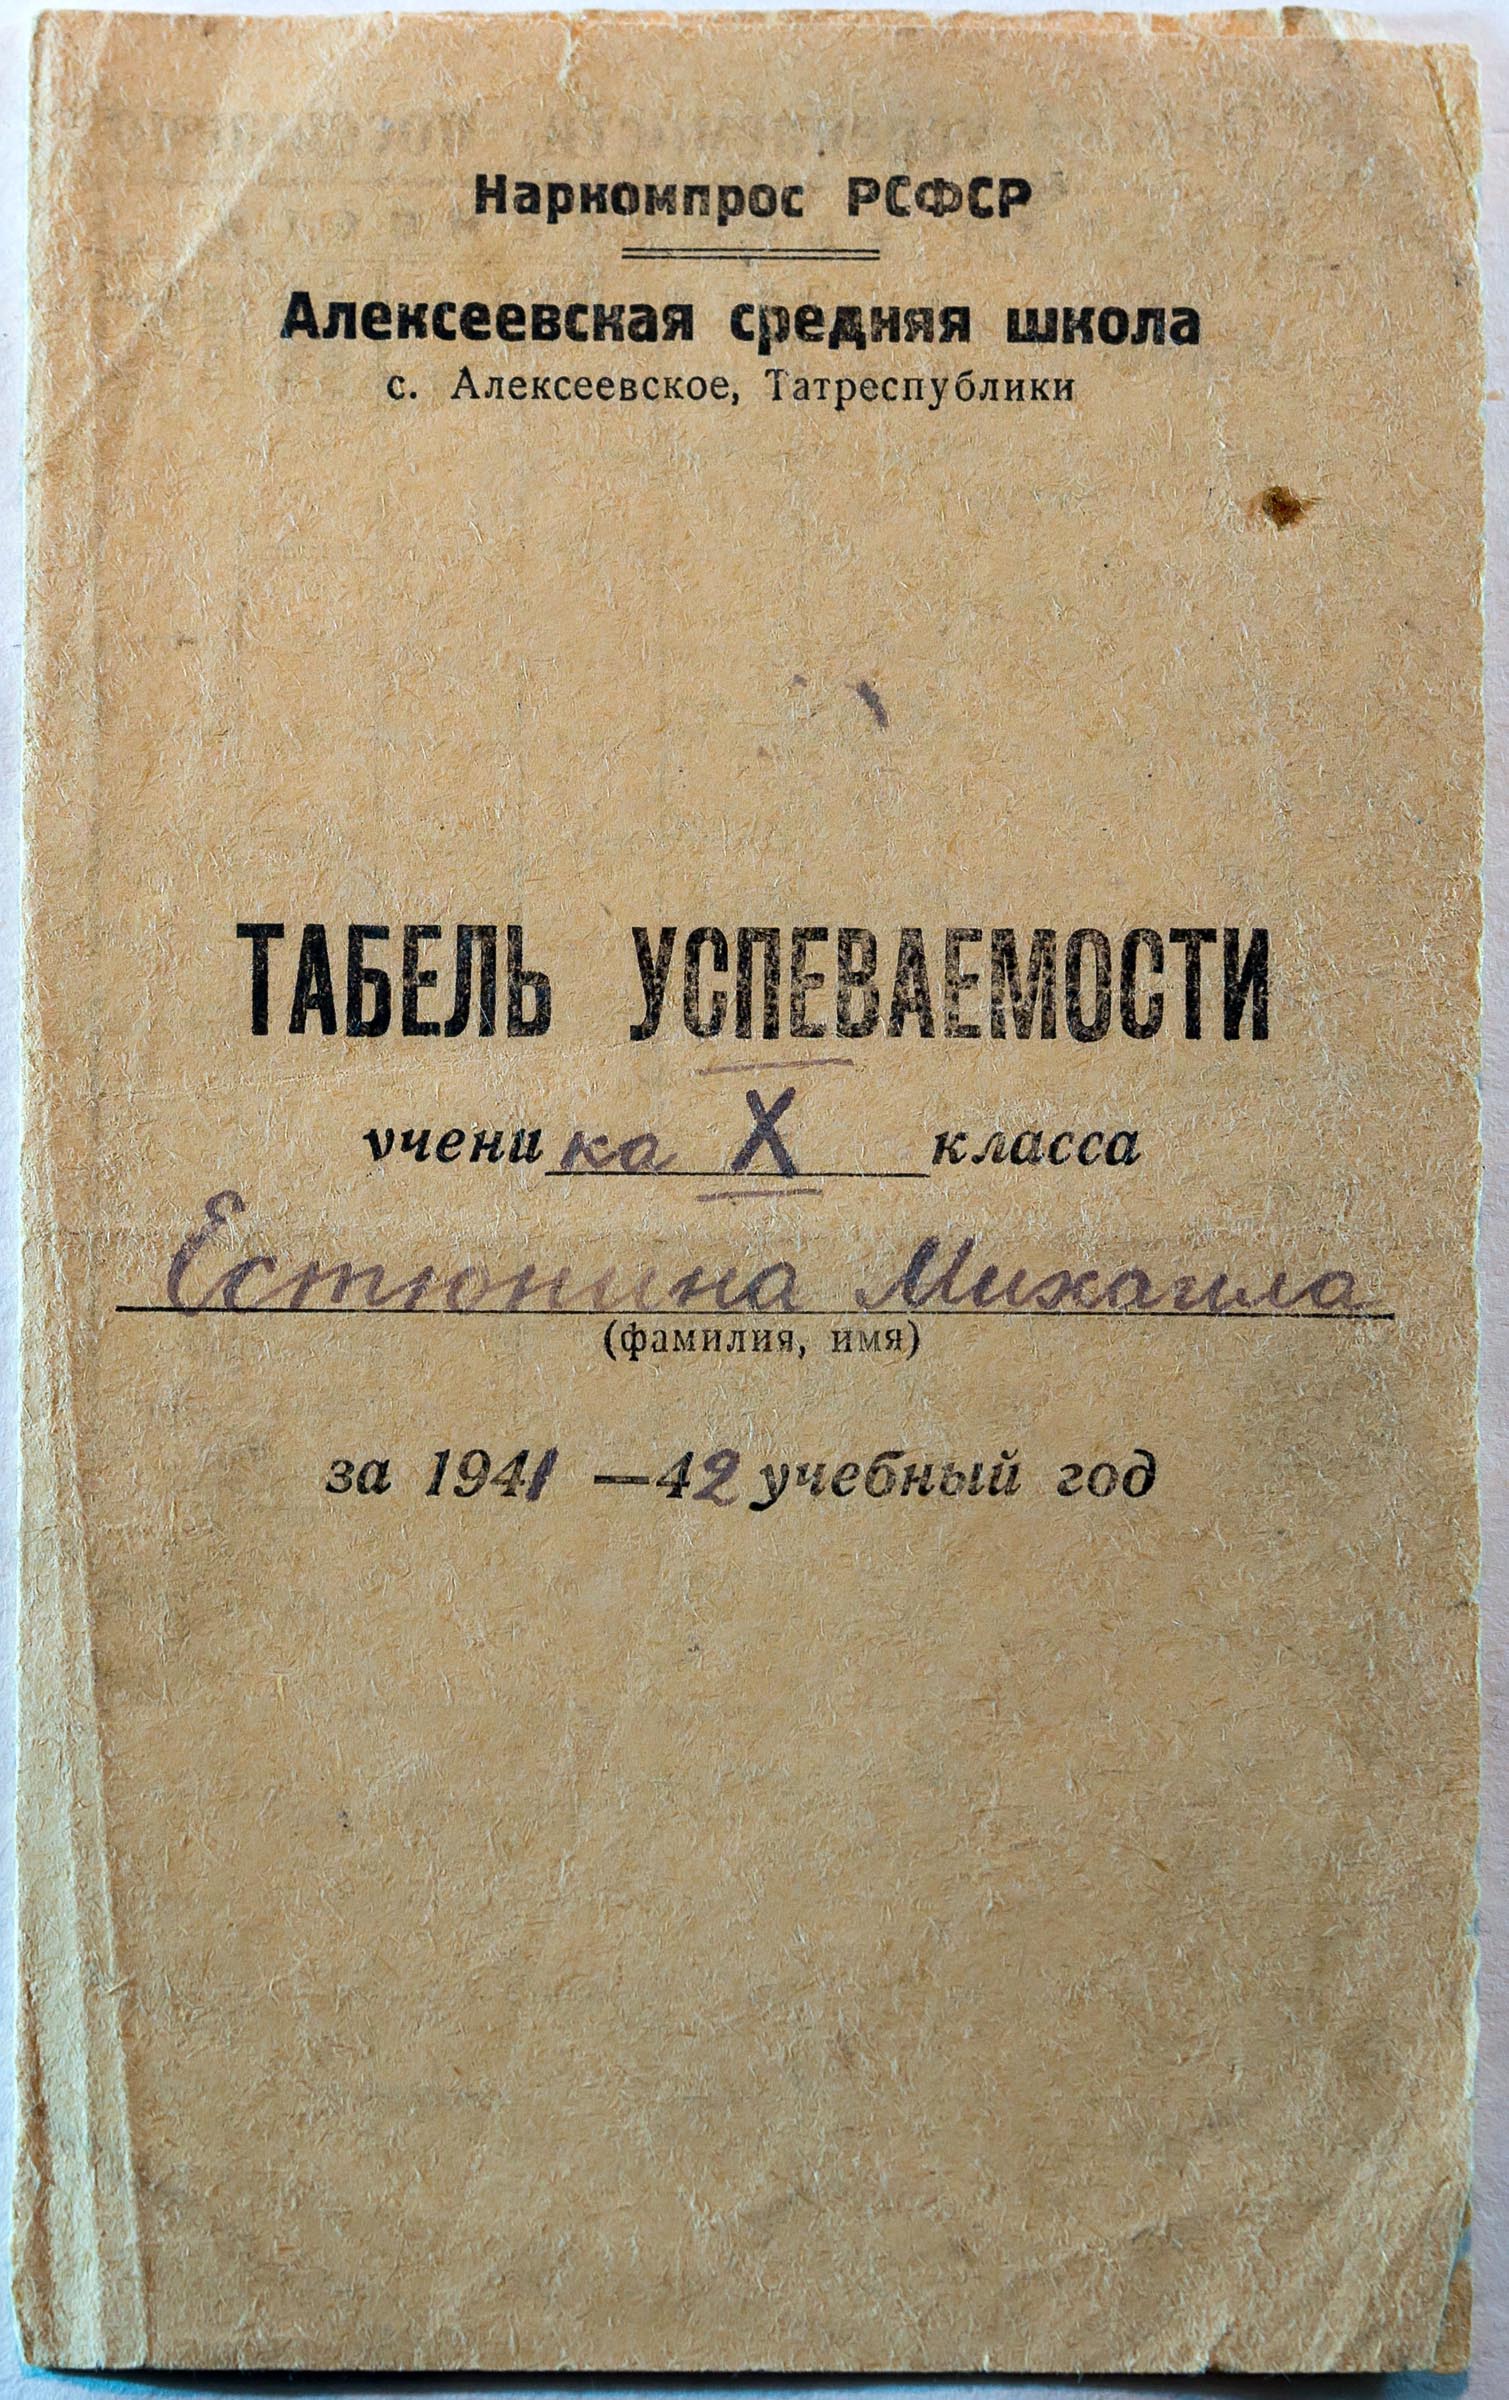 Наркомпрос РСФСР
Алексеевская средняя школа
с. Алексеевское, Татреспублики
ТАБЕЛЬ УСПЕВАЕМОСТИ
ученика X класса
Естюнина Михаила
(фамилия, имя)
за 1941 —42 учебный год